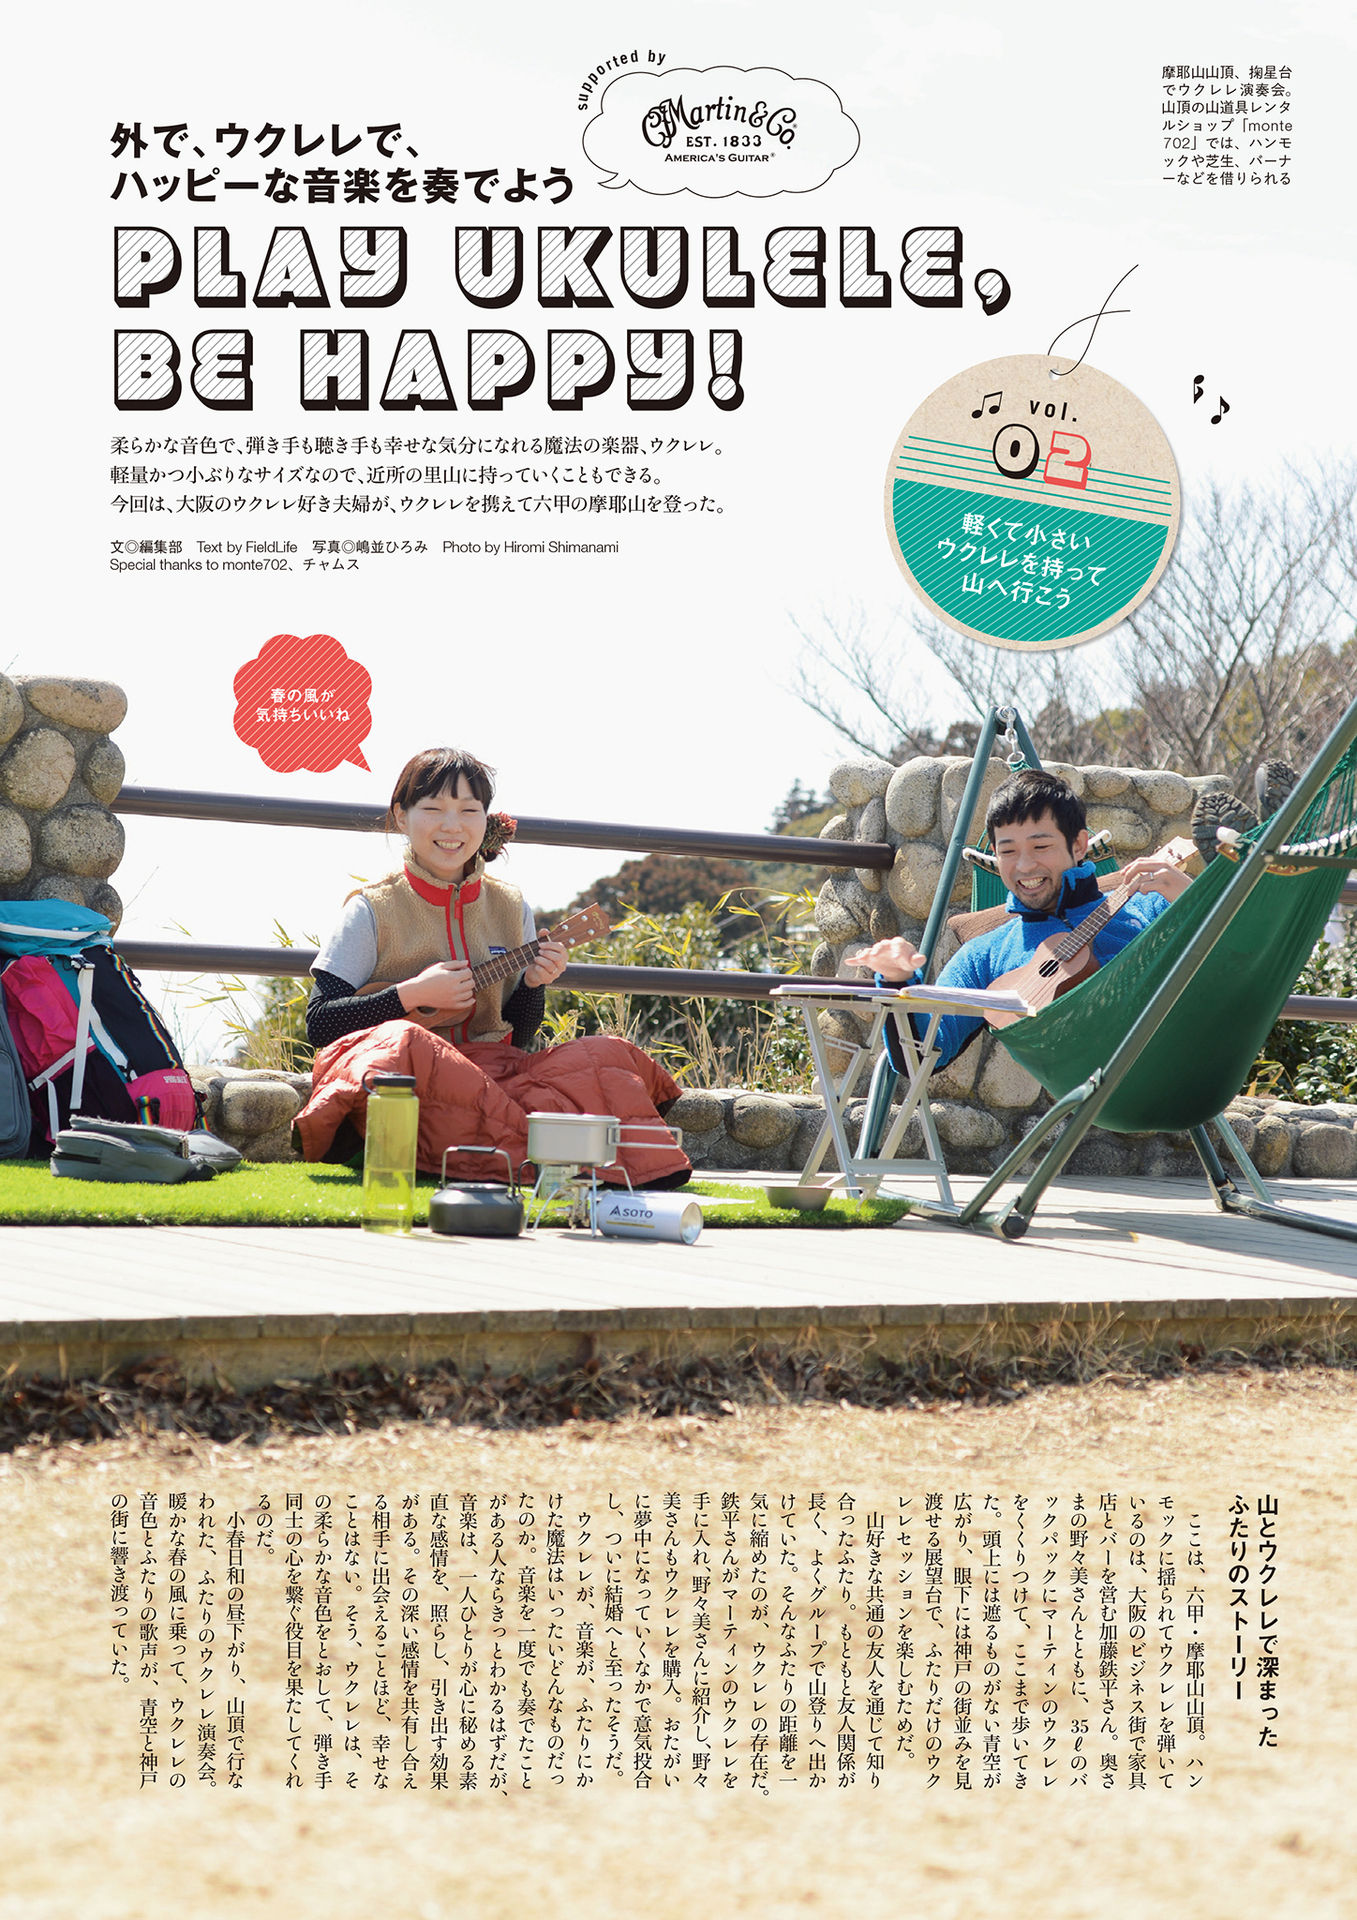 supported by
C.F. Martin & Co.®
EST. 1833
AMERICA'S GUITAR®
摩耶山山頂、掬星台
でウクレレ演奏会。
山頂の山道具レンタ
ルショップ「monte
702」では、ハンモ
ックや芝生、バーナ
ーなどを借りられる
外で、ウクレレで、
ハッピーな音楽を奏でよう
PLAY UKULELE,
BE HAPPY!
柔らかな音色で、弾き手も聴き手も幸せな気分になれる魔法の楽器、ウクレレ。
軽量かつ小ぶりなサイズなので、近所の里山に持っていくこともできる。
今回は、大阪のウクレレ好き夫婦が、ウクレレを携えて六甲の摩耶山を登った。
文◎編集部 Text by FieldLife 写真◎嶋並ひろみ Photo by Hiromi Shimanami
Special thanks to monte702、チャムス
vol.
02
軽くて小さい
ウクレレを持って
山へ行こう
春の風が
気持ちいいね
SOTO
山とウクレレで深まった
ふたりのストーリー
ここは、六甲・摩耶山山頂。ハン
モックに揺られてウクレレを弾いて
いるのは、大阪のビジネス街で家具
店とバーを営む加藤鉄平さん。奥さ
まの野々美さんとともに、35ℓのバ
ックパックにマーティンのウクレレ
をくくりつけて、ここまで歩いてき
た。頭上には遮るものがない青空が
広がり、眼下には神戸の街並みを見
渡せる展望台で、ふたりだけのウク
レレセッションを楽しむためだ。
山好きな共通の友人を通じて知り
合ったふたり。もともと友人関係が
長く、よくグループで山登りへ出か
けていた。そんなふたりの距離を一
気に縮めたのが、ウクレレの存在だ。
鉄平さんがマーティンのウクレレを
手に入れ、野々美さんに紹介し、野々
美さんもウクレレを購入。おたがい
に夢中になっていくなかで意気投合
し、ついに結婚へと至ったそうだ。
ウクレレが、音楽が、ふたりにか
けた魔法はいったいどんなものだっ
たのか。音楽を一度でも奏でたこと
がある人ならきっとわかるはずだが、
音楽は、一人ひとりが心に秘める素
直な感情を、照らし、引き出す効果
がある。その深い感情を共有し合え
る相手に出会えることほど、幸せな
ことはない。そう、ウクレレは、そ
の柔らかな音色をとおして、弾き手
同士の心を繋ぐ役目を果たしてくれ
るのだ。
小春日和の昼下がり、山頂で行な
われた、ふたりのウクレレ演奏会。
暖かな春の風に乗って、ウクレレの
音色とふたりの歌声が、青空と神戸
の街に響き渡っていた。